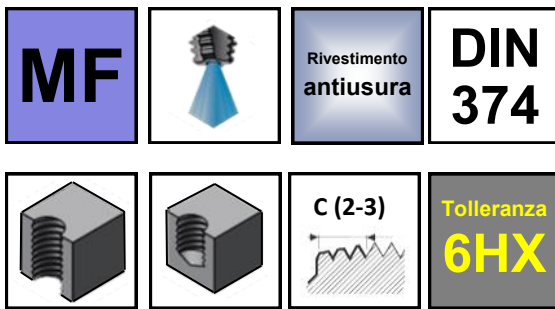 MF
Rivestimento
antiusura
DIN
374
C (2-3)
Tolleranza
6HX